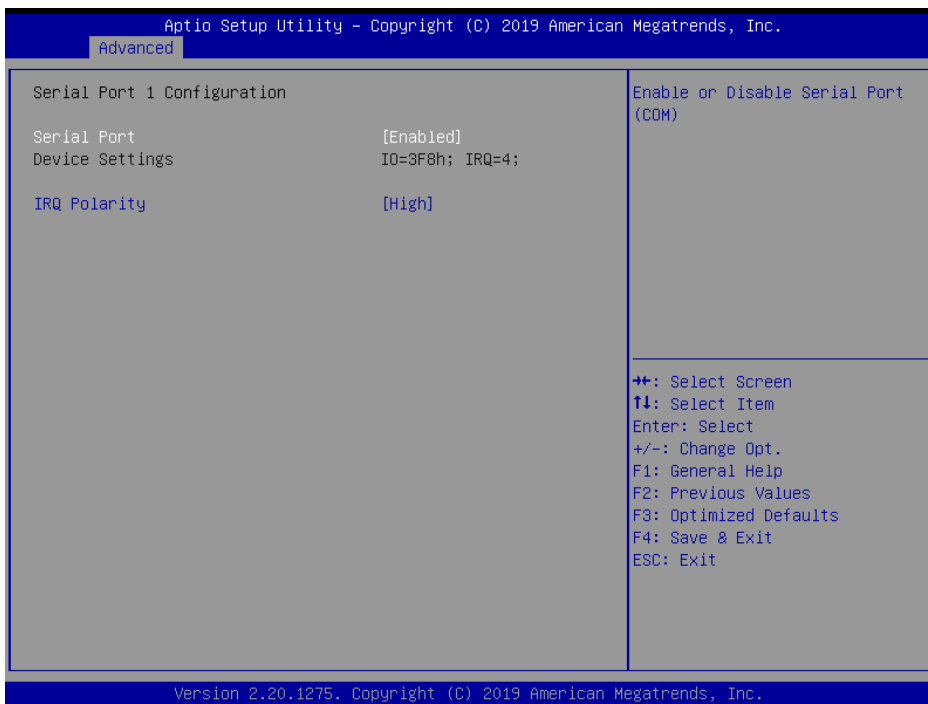 Aptio Setup Utility – Copyright (C) 2019 American Megatrends, Inc.
Advanced
Serial Port 1 Configuration
Serial Port [Enabled]
Device Settings IO=3F8h; IRQ=4;
IRQ Polarity [High]
Enable or Disable Serial Port
(COM)
→←: Select Screen
↑↓: Select Item
Enter: Select
+/-: Change Opt.
F1: General Help
F2: Previous Values
F3: Optimized Defaults
F4: Save & Exit
ESC: Exit
Version 2.20.1275. Copyright (C) 2019 American Megatrends, Inc.